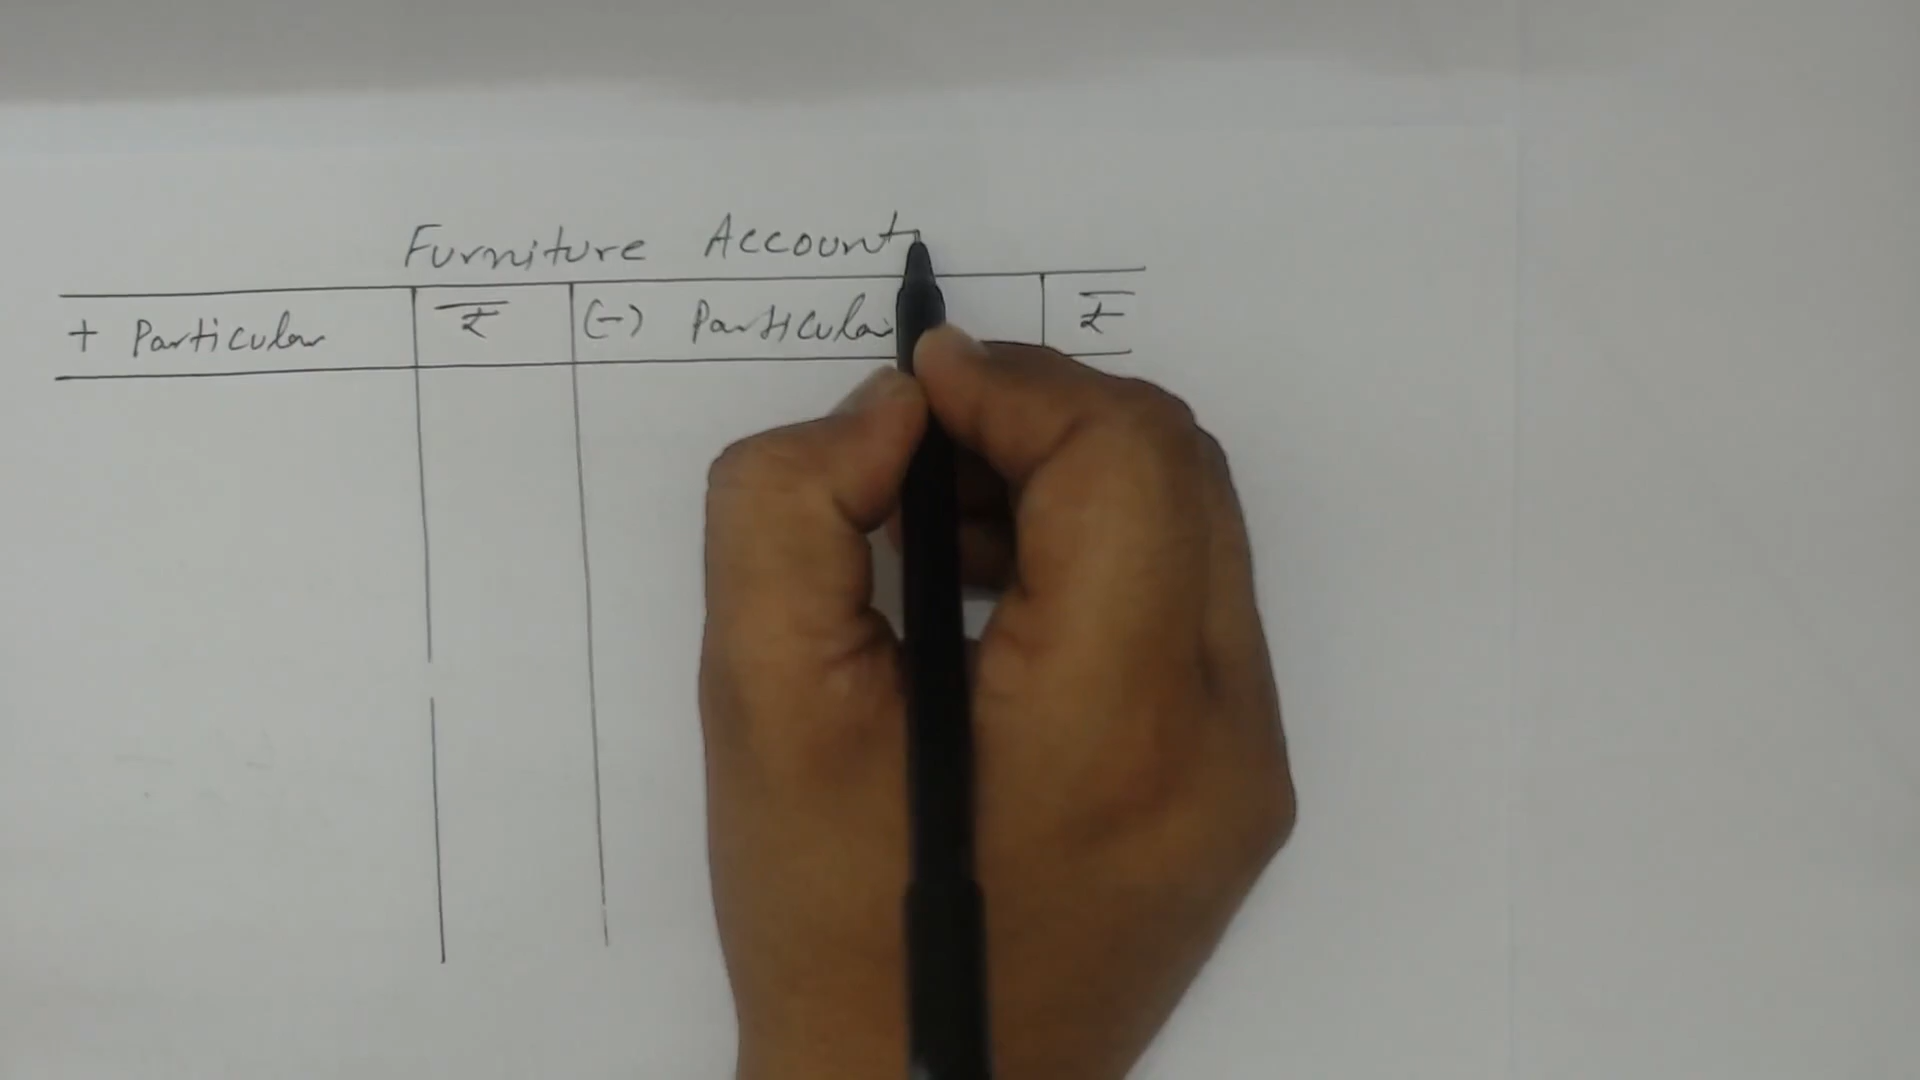 Furniture Account
+ Particular ₹ (-) Particular ₹